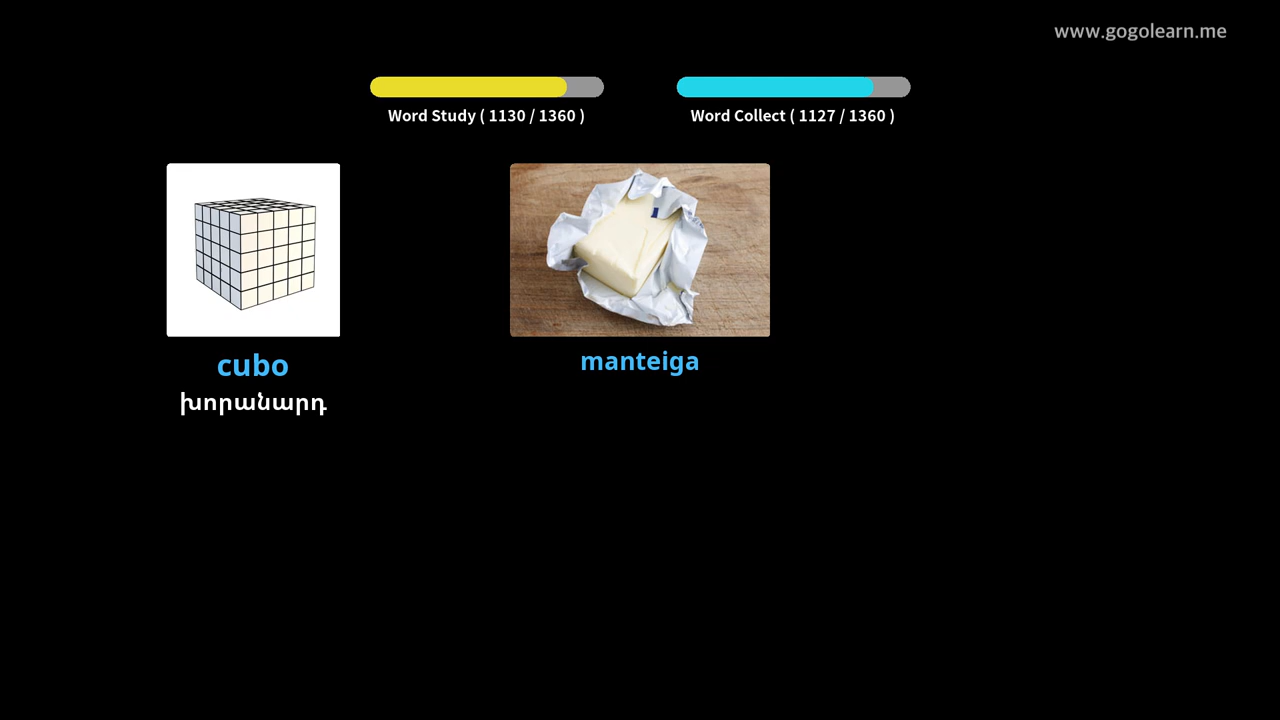 www.gogolearn.me
Word Study ( 1130 / 1360 )
Word Collect ( 1127 / 1360 )
cubo
խորանարդ
manteiga